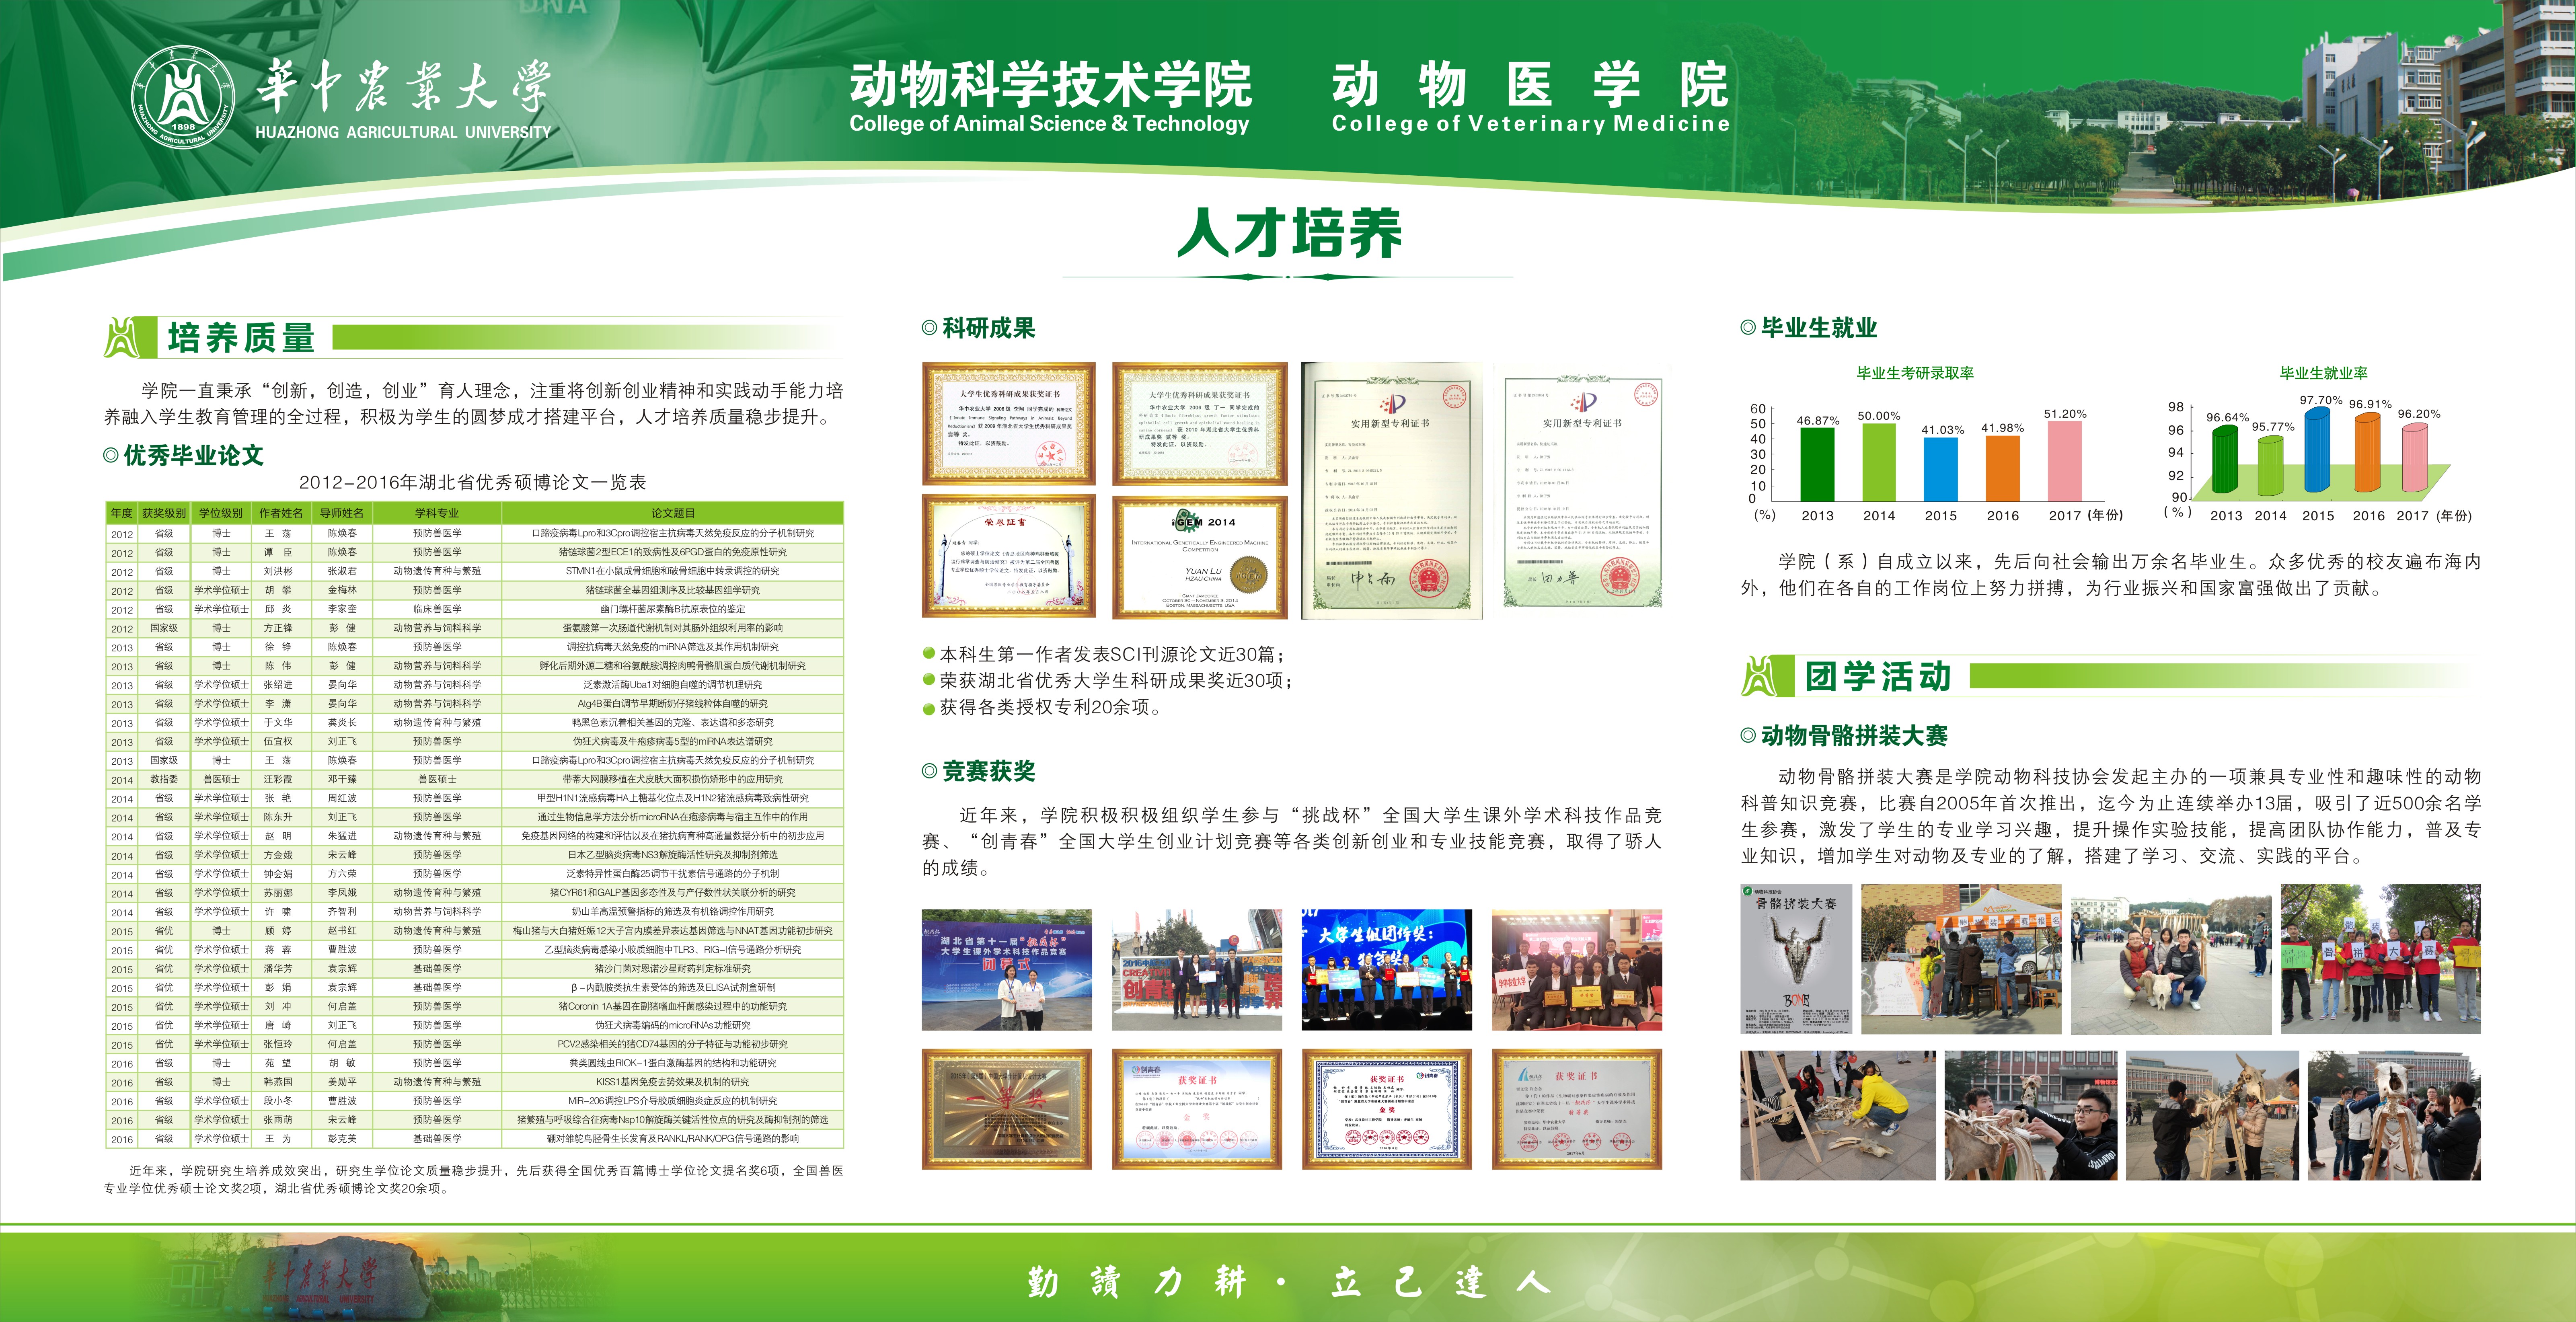 DNA
華中農業大學
HUAZHONG AGRICULTURAL UNIVERSITY
1898
HUAZHONG AGRICULTURAL UNIVERSITY
动物科学技术学院
College of Animal Science & Technology
动物医学院
College of Veterinary Medicine
人才培养
培养质量
学院一直秉承“创新，创造，创业”育人理念，注重将创新创业精神和实践动手能力培
养融入学生教育管理的全过程，积极为学生的圆梦成才搭建平台，人才培养质量稳步提升。
优秀毕业论文
2012-2016年湖北省优秀硕博论文一览表
年度 获奖级别 学位级别 作者姓名 导师姓名 学科专业 论文题目
2012 省级 博士 王 荡 陈焕春 预防兽医学 口蹄疫病毒Lpro和3Cpro调控宿主抗病毒天然免疫反应的分子机制研究
2012 省级 博士 谭 臣 陈焕春 预防兽医学 猪链球菌2型ECE1的致病性及6PGD蛋白的免疫原性研究
2012 省级 博士 刘洪彬 张淑君 动物遗传育种与繁殖 STMN1在小鼠成骨细胞和破骨细胞中转录调控的研究
2012 省级 学术学位硕士 胡 攀 金梅林 预防兽医学 猪链球菌全基因组测序及比较基因组学研究
2012 省级 学术学位硕士 邱 炎 李家奎 临床兽医学 幽门螺杆菌尿素酶B抗原表位的鉴定
2012 国家级 博士 方正锋 彭 健 动物营养与饲料科学 蛋氨酸第一次肠道代谢机制对其肠外组织利用率的影响
2013 省级 博士 徐 铮 陈焕春 预防兽医学 调控抗病毒天然免疫的miRNA筛选及其作用机制研究
2013 省级 博士 陈 伟 彭 健 动物营养与饲料科学 孵化后期外源二糖和谷氨酰胺调控肉鸭骨骼肌蛋白质代谢机制研究
2013 省级 学术学位硕士 张绍进 晏向华 动物营养与饲料科学 泛素激活酶Uba1对细胞自噬的调节机理研究
2013 省级 学术学位硕士 李 潇 晏向华 动物营养与饲料科学 Atg4B蛋白调节早期断奶仔猪线粒体自噬的研究
2013 省级 学术学位硕士 于文华 龚炎长 动物遗传育种与繁殖 鸭黑色素沉着相关基因的克隆、表达谱和多态研究
2013 省级 学术学位硕士 伍宜权 刘正飞 预防兽医学 伪狂犬病毒及牛疱疹病毒5型的miRNA表达谱研究
2013 国家级 博士 王 荡 陈焕春 预防兽医学 口蹄疫病毒Lpro和3Cpro调控宿主抗病毒天然免疫反应的分子机制研究
2014 教指委 兽医硕士 汪彩霞 邓干臻 兽医硕士 带蒂大网膜移植在犬皮肤大面积损伤矫形中的应用研究
2014 省级 学术学位硕士 张 艳 周红波 预防兽医学 甲型H1N1流感病毒HA上糖基化位点及H1N2猪流感病毒致病性研究
2014 省级 学术学位硕士 陈东升 刘正飞 预防兽医学 通过生物信息学方法分析microRNA在疱疹病毒与宿主互作中的作用
2014 省级 学术学位硕士 赵 明 朱猛进 动物遗传育种与繁殖 免疫基因网络的构建和评估以及在猪抗病育种高通量数据分析中的初步应用
2014 省级 学术学位硕士 方金娥 宋云峰 预防兽医学 日本乙型脑炎病毒NS3解旋酶活性研究及抑制剂筛选
2014 省级 学术学位硕士 钟会娟 方六荣 预防兽医学 泛素特异性蛋白酶25调节干扰素信号通路的分子机制
2014 省级 学术学位硕士 苏丽娜 李凤娥 动物遗传育种与繁殖 猪CYR61和GALP基因多态性及与产仔数性状关联分析的研究
2014 省级 学术学位硕士 许 啸 齐智利 动物营养与饲料科学 奶山羊高温预警指标的筛选及有机铬调控作用研究
2015 省优 博士 顾 婷 赵书红 动物遗传育种与繁殖 梅山猪与大白猪妊娠12天子宫内膜差异表达基因筛选与NNAT基因功能初步研究
2015 省优 学术学位硕士 蒋 蓉 曹胜波 预防兽医学 乙型脑炎病毒感染小胶质细胞中TLR3、RIG-I信号通路分析研究
2015 省优 学术学位硕士 潘华芳 袁宗辉 基础兽医学 猪沙门菌对恩诺沙星耐药判定标准研究
2015 省优 学术学位硕士 彭 娟 袁宗辉 基础兽医学 β-内酰胺类抗生素受体的筛选及ELISA试剂盒研制
2015 省优 学术学位硕士 刘 冲 何启盖 预防兽医学 猪Coronin 1A基因在副猪嗜血杆菌感染过程中的功能研究
2015 省优 学术学位硕士 唐 崎 刘正飞 预防兽医学 伪狂犬病毒编码的microRNAs功能研究
2015 省优 学术学位硕士 张恒玲 何启盖 预防兽医学 PCV2感染相关的猪CD74基因的分子特征与功能初步研究
2016 省级 博士 苑 望 胡 敏 预防兽医学 粪类圆线虫RIOK-1蛋白激酶基因的结构和功能研究
2016 省级 博士 韩燕国 姜勋平 动物遗传育种与繁殖 KISS1基因免疫去势效果及机制的研究
2016 省级 学术学位硕士 段小冬 曹胜波 预防兽医学 MiR-206调控LPS介导胶质细胞炎症反应的机制研究
2016 省级 学术学位硕士 张雨萌 宋云峰 预防兽医学 猪繁殖与呼吸综合征病毒Nsp10解旋酶关键活性位点的研究及酶抑制剂的筛选
2016 省级 学术学位硕士 王 为 彭克美 基础兽医学 硼对雏鸵鸟胫骨生长发育及RANKL/RANK/OPG信号通路的影响
近年来，学院研究生培养成效突出，研究生学位论文质量稳步提升，先后获得全国优秀百篇博士学位论文提名奖6项，全国兽医
专业学位优秀硕士论文奖2项，湖北省优秀硕博论文奖20余项。
科研成果
大学生优秀科研成果获奖证书
大学生优秀科研成果获奖证书
荣誉证书
iGEM 2014
INTERNATIONAL GENETICALLY ENGINEERED MACHINE
COMPETITION
YUAN LU
HZAU-CHINA
GIANT JAMBOREE
OCTOBER 30 – NOVEMBER 3, 2014
BOSTON, MASSACHUSETTS, USA
实用新型专利证书
实用新型专利证书
本科生第一作者发表SCI刊源论文近30篇；
荣获湖北省优秀大学生科研成果奖近30项；
获得各类授权专利20余项。
竞赛获奖
近年来，学院积极积极组织学生参与“挑战杯”全国大学生课外学术科技作品竞
赛、“创青春”全国大学生创业计划竞赛等各类创新创业和专业技能竞赛，取得了骄人
的成绩。
湖北省第十一届“挑战杯”
大学生课外学术科技作品竞赛
闭幕式
创青春
大学生组团体奖：
特等奖
华中农业大学
一等奖
创青春
获奖证书
金奖
获奖证书
创青春
金奖
获奖证书
毕业生就业
毕业生考研录取率
60
50
40
30
20
10
0
(%)
46.87% 50.00% 41.03% 41.98% 51.20%
2013 2014 2015 2016 2017 (年份)
毕业生就业率
98
96
94
92
90
(%)
96.64% 95.77% 97.70% 96.91% 96.20%
2013 2014 2015 2016 2017 (年份)
学院（系）自成立以来，先后向社会输出万余名毕业生。众多优秀的校友遍布海内
外，他们在各自的工作岗位上努力拼搏，为行业振兴和国家富强做出了贡献。
团学活动
动物骨骼拼装大赛
动物骨骼拼装大赛是学院动物科技协会发起主办的一项兼具专业性和趣味性的动物
科普知识竞赛，比赛自2005年首次推出，迄今为止连续举办13届，吸引了近500余名学
生参赛，激发了学生的专业学习兴趣，提升操作实验技能，提高团队协作能力，普及专
业知识，增加学生对动物及专业的了解，搭建了学习、交流、实践的平台。
动物科技协会
骨骼拼装大赛
BONE
華中農業大學
HUAZHONG AGRICULTURAL UNIVERSITY
勤讀力耕·立己達人